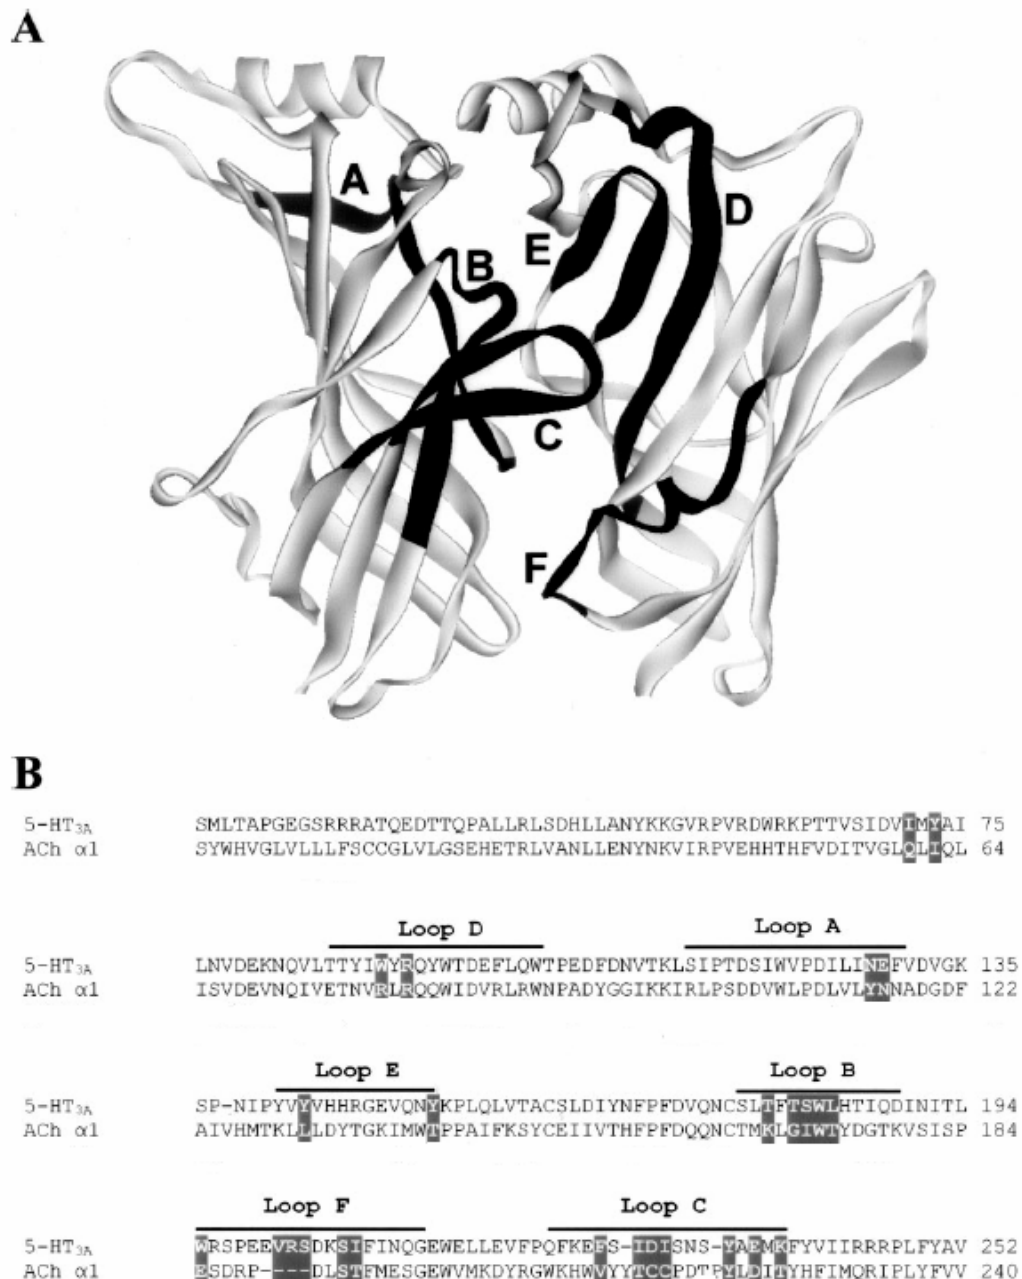 A
A
B
C
D
E
F
B
5-HT3A SMLTAPGEGSRRRATQEDTTQPALLRLSDHLLANYKKGVRPVRDWRKPTTVSIDVIMYAI 75
ACh α1 SYWHVGLVLLLFSCCGLVLGSEHETRLVANLLENYNKVIRPVEHHTHFVDITVGLQLIQL 64
Loop D Loop A
5-HT3A LNVDEKNQVLTTYIWYRQYWTDEFLQWTPEDFDNVTKLSIPTDSIWVPDILINEFVDVGK 135
ACh α1 ISVDEVNQIVETNVRLRQQWIDVRLRWNPADYGGIKKIRLPSDDVWLPDLVLYNNADGDF 122
Loop E Loop B
5-HT3A SP-NIPYVYVHHRGEVQNYKPLQLVTACSLDIYNFPFDVQNCSLTFTSWLHTIQDINITL 194
ACh α1 AIVHMTKLLLDYTGKIMWTPPAIFKSYCEIIVTHFPFDQQNCTMKLGIWTYDGTKVSISP 184
Loop F Loop C
5-HT3A WRSPEEVRSDKSIFINQGEWELLEVFPQFKEFS-IDISNS-YAEMKFYVIIRRRPLFYAV 252
ACh α1 ESDRP---DLSTFMESGEWVMKDYRGWKHWVYYTCCPDTPYLDITYHFIMQRIPLYFVV 240